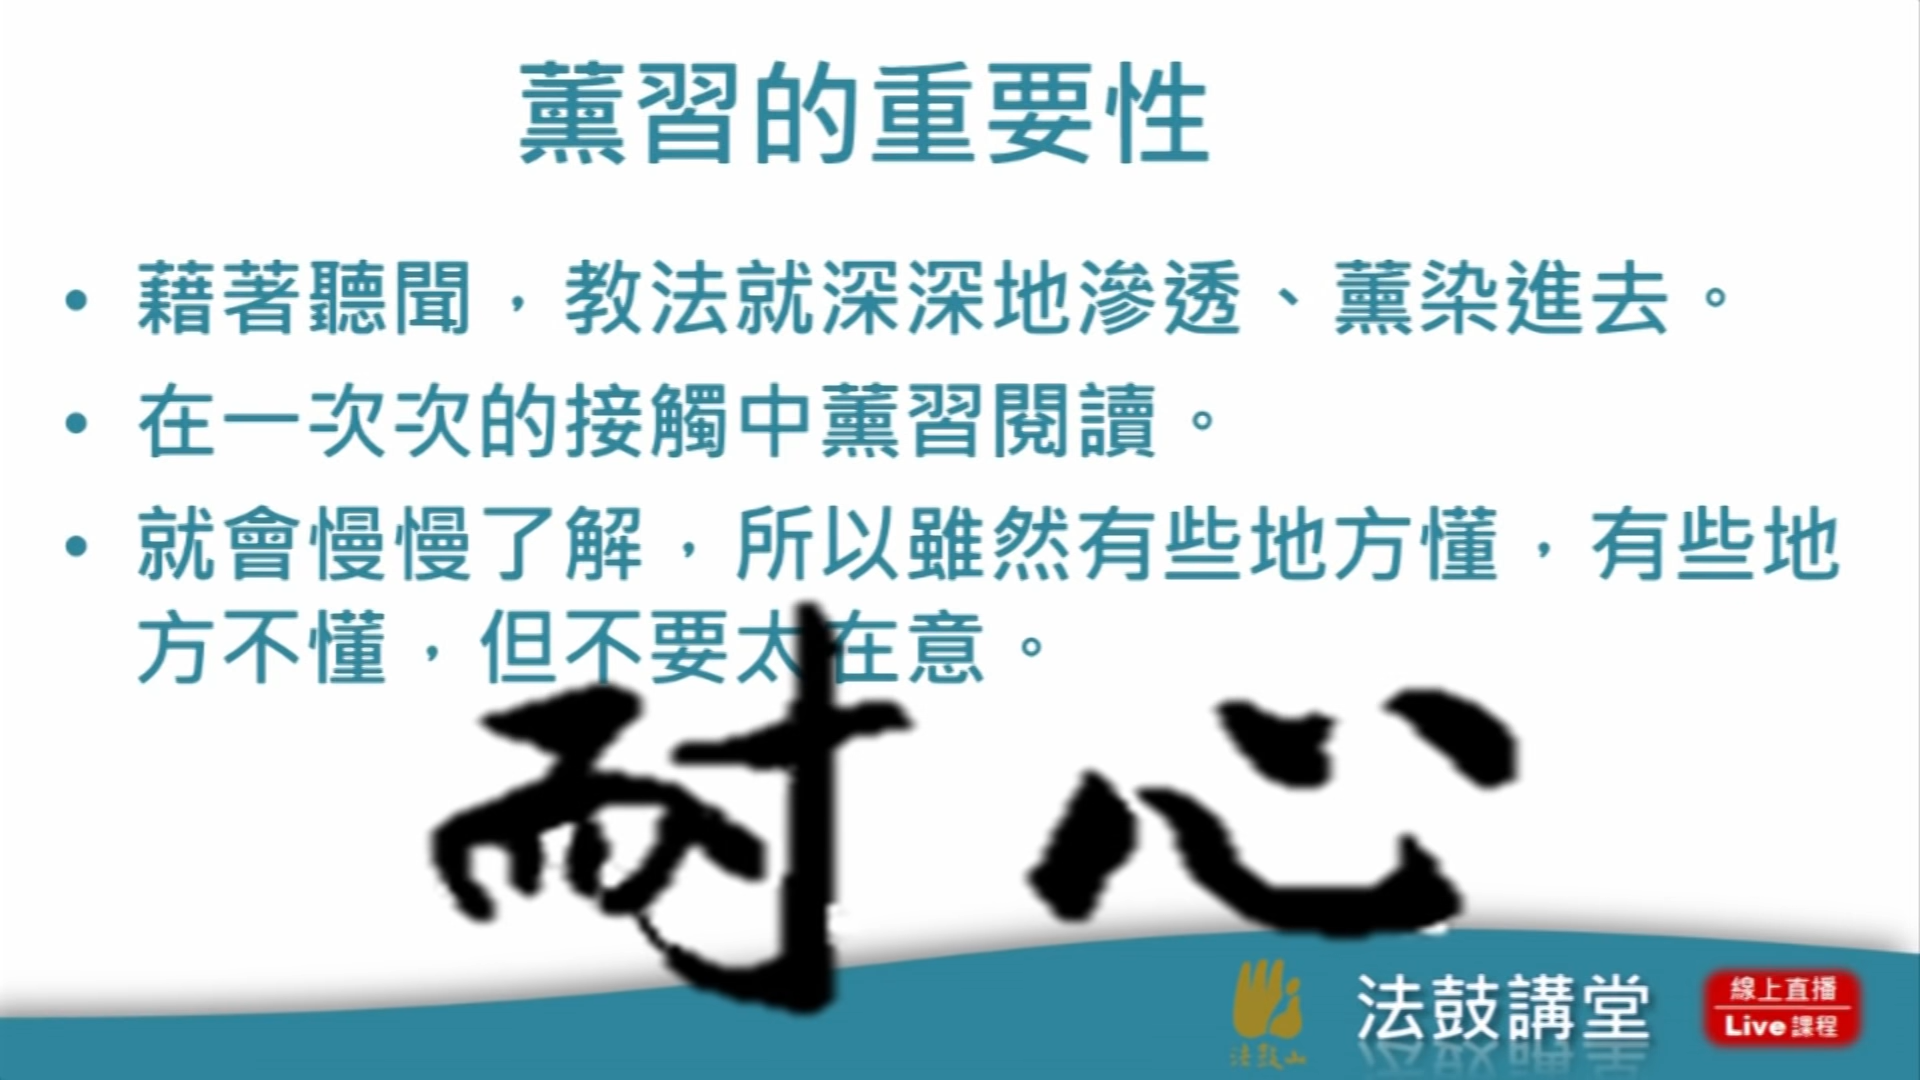 薰習的重要性
• 藉著聽聞，教法就深深地滲透、薰染進去。
• 在一次次的接觸中薰習閱讀。
• 就會慢慢了解，所以雖然有些地方懂，有些地
方不懂，但不要太在意。
耐心
法鼓山
法鼓講堂
線上直播
Live 課程